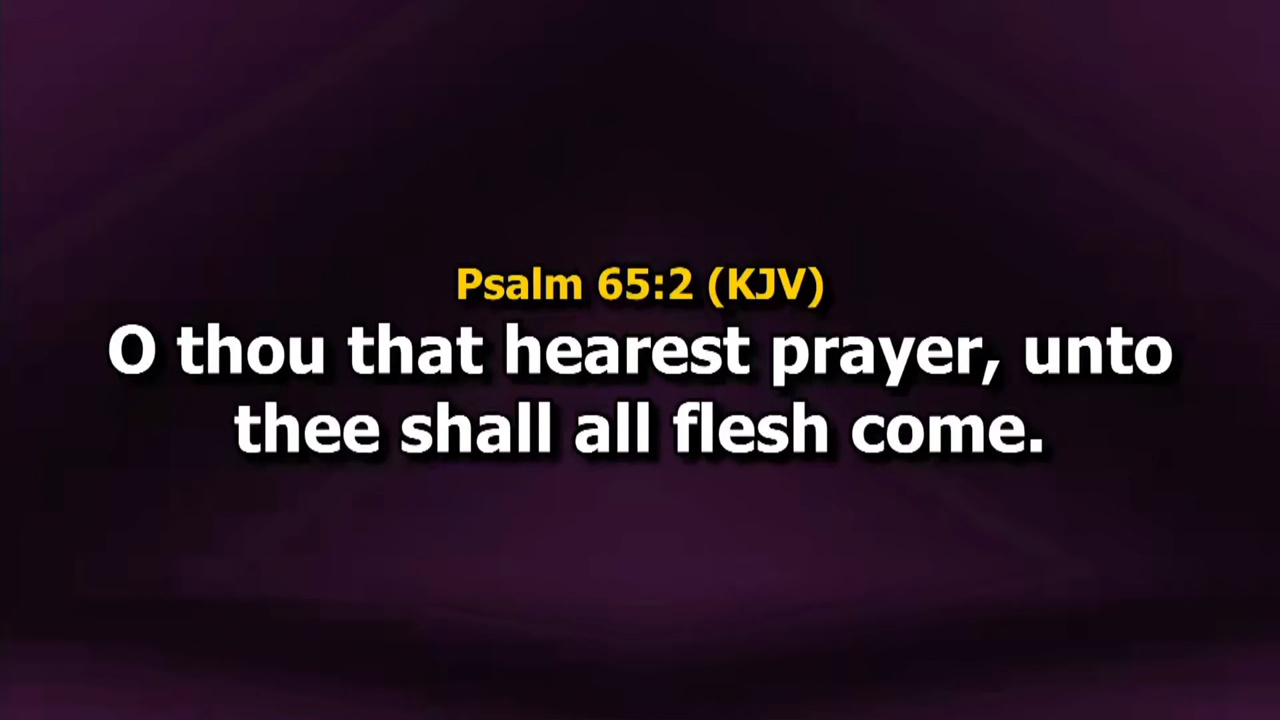 Psalm 65:2 (KJV)
O thou that hearest prayer, unto
thee shall all flesh come.